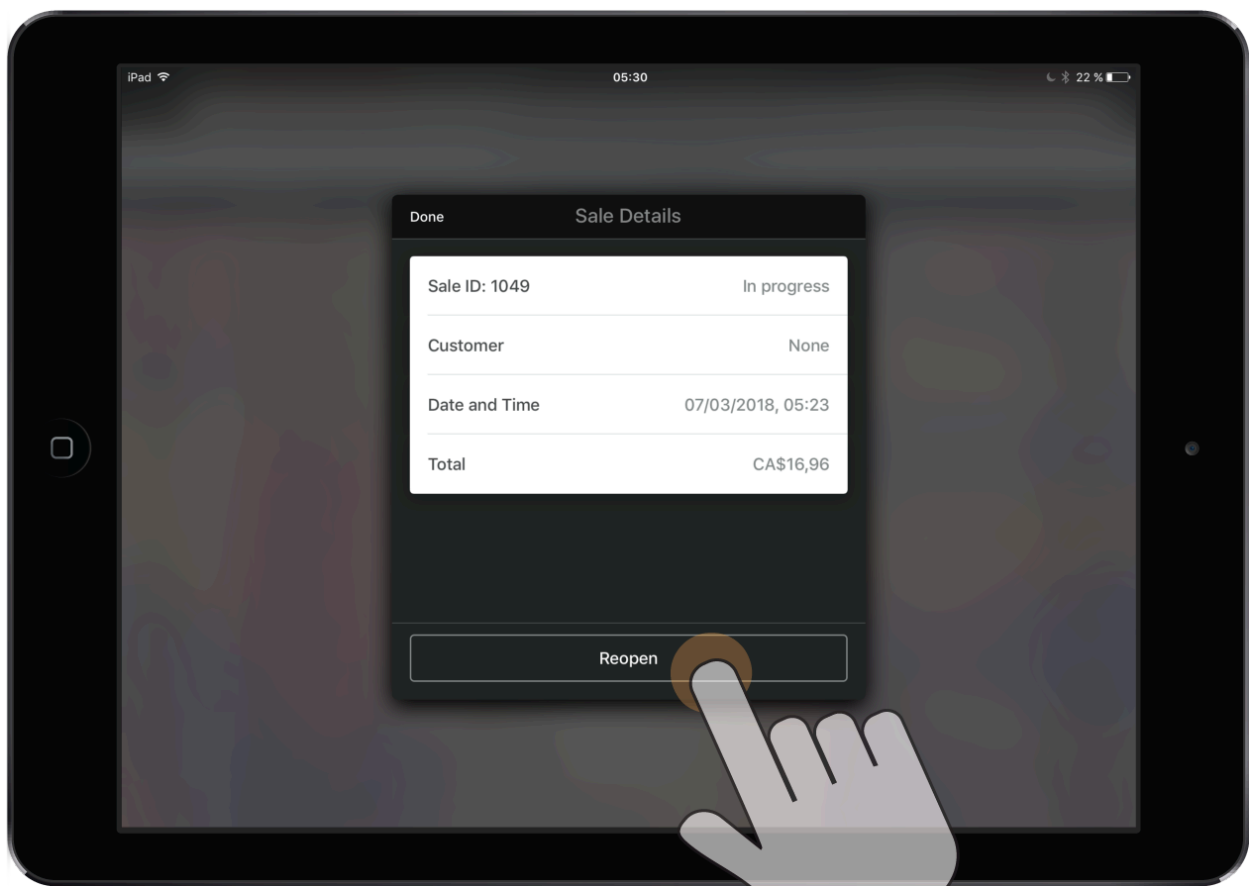 iPad 05:30 22 %
Done Sale Details
Sale ID: 1049 In progress
Customer None
Date and Time 07/03/2018, 05:23
Total CA$16,96
Reopen